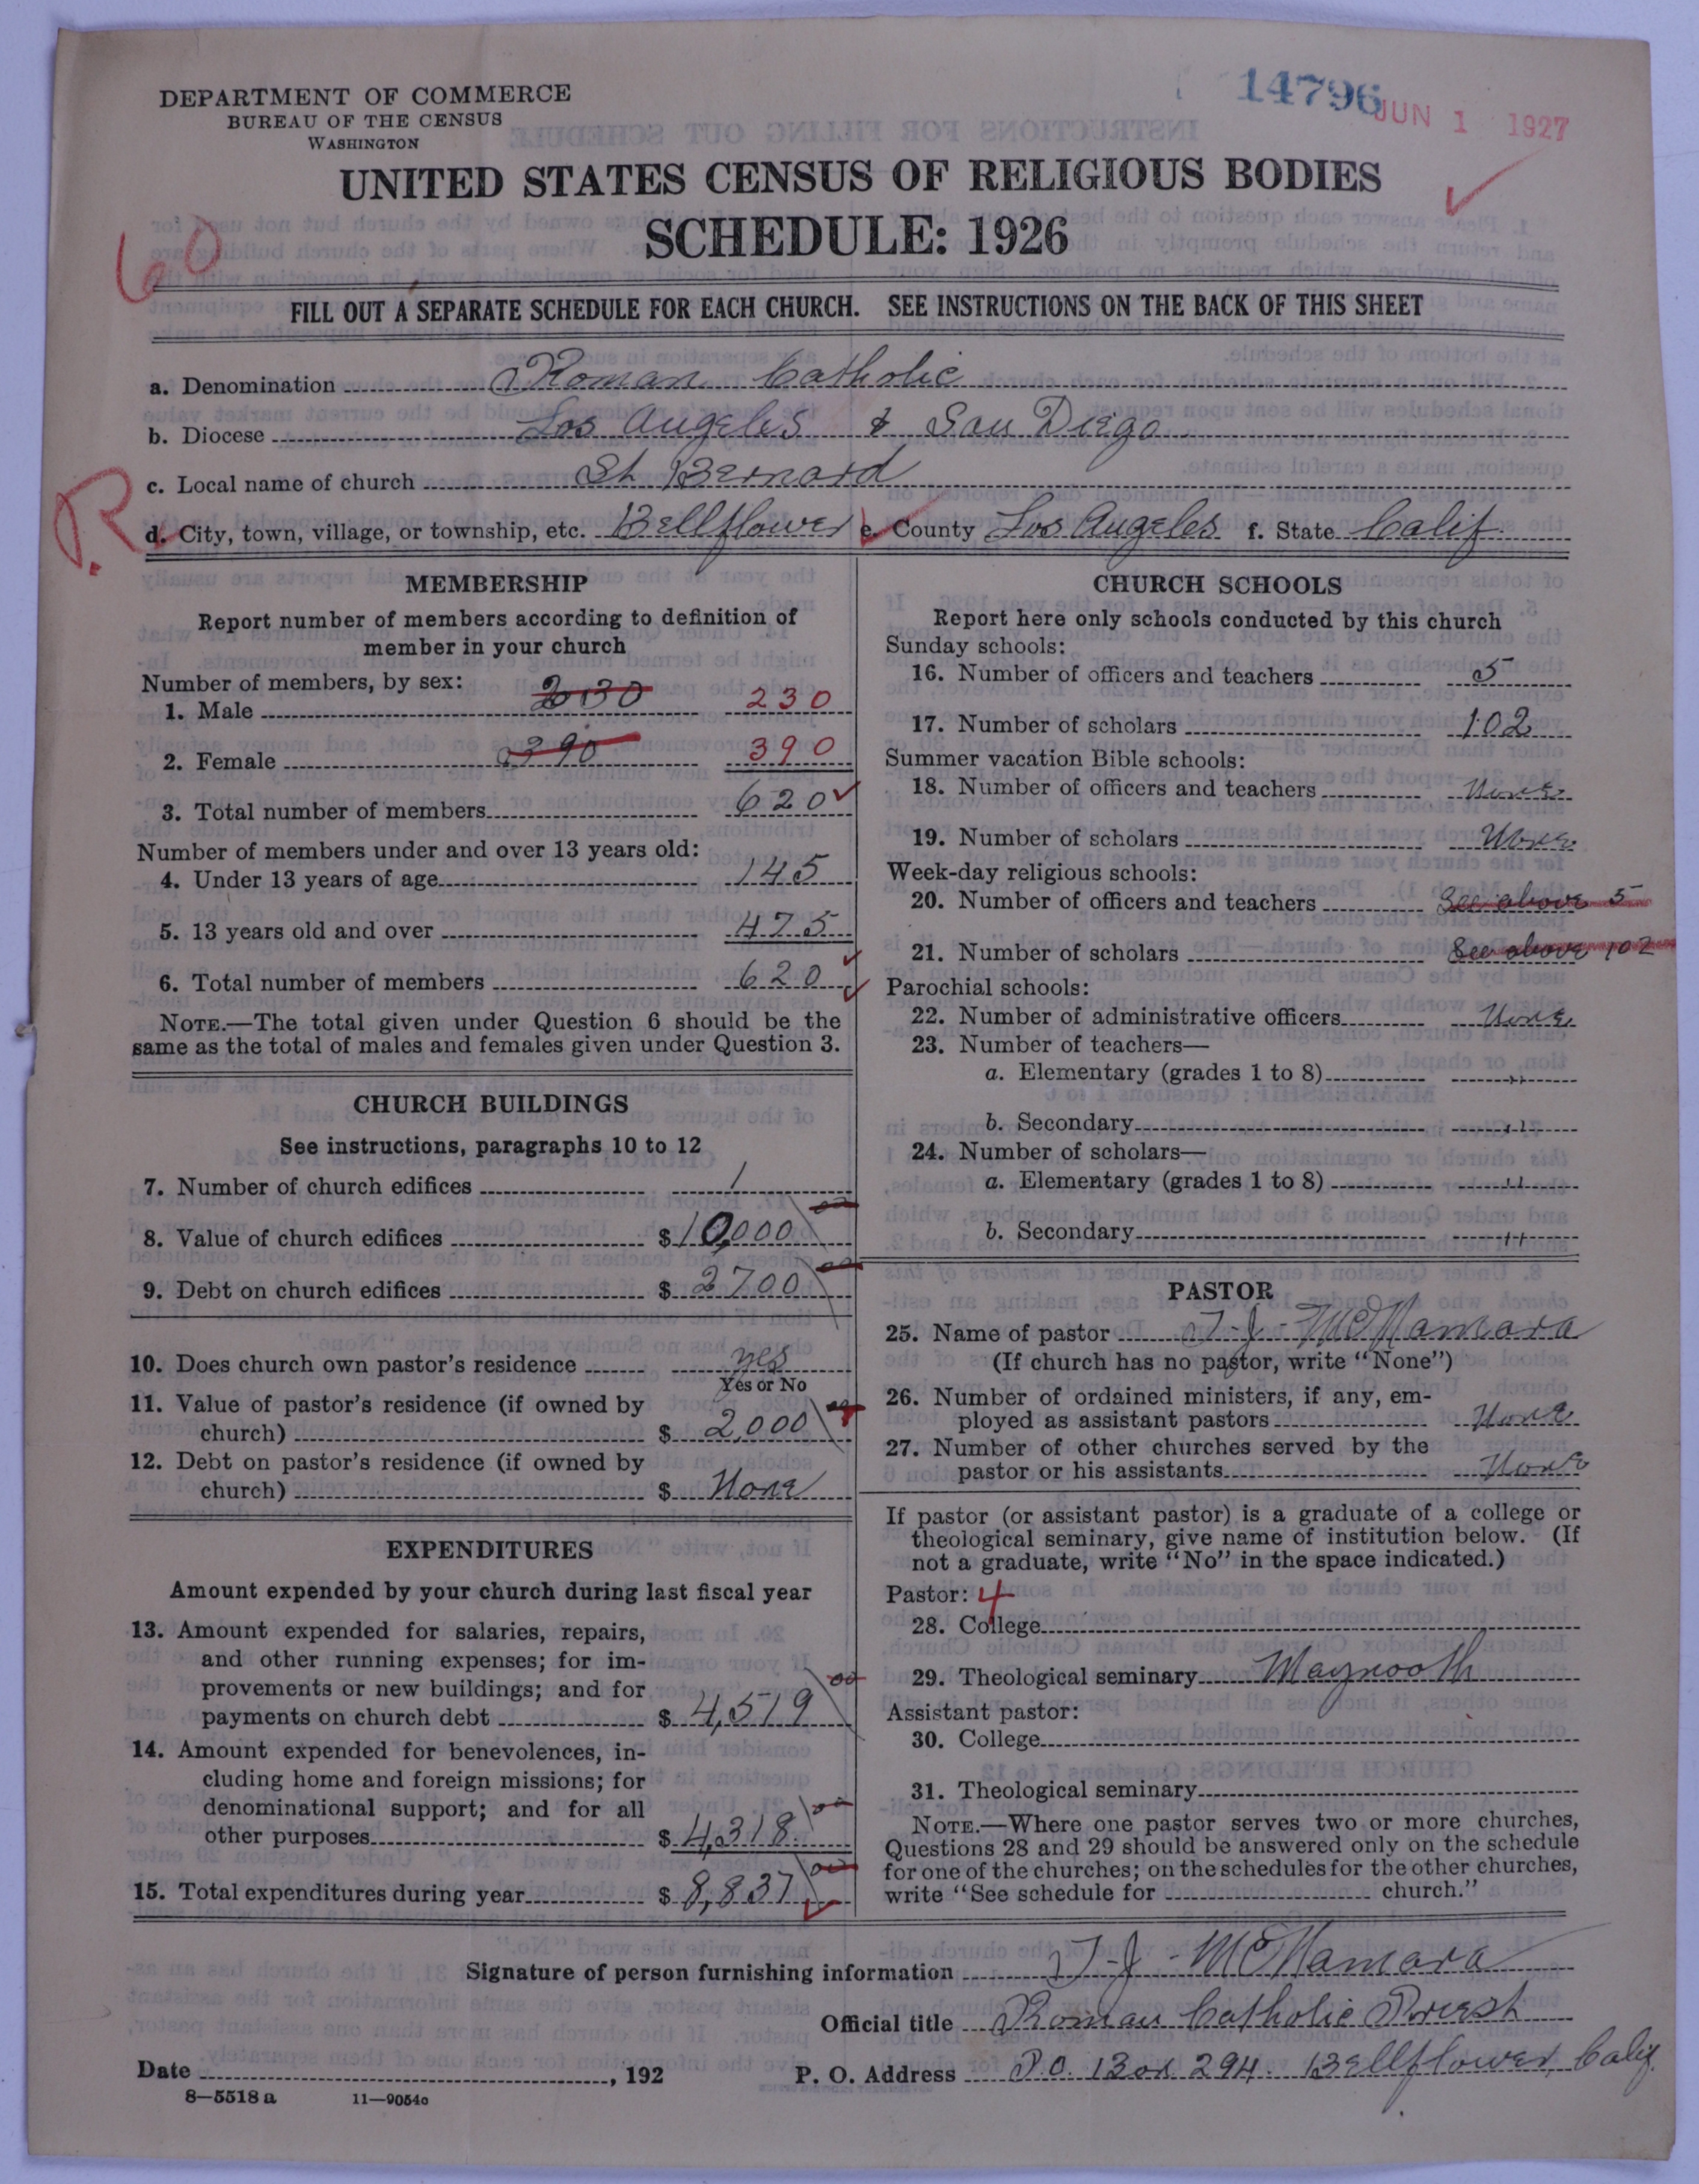 14796
JUN 1 1927
DEPARTMENT OF COMMERCE
BUREAU OF THE CENSUS
WASHINGTON
UNITED STATES CENSUS OF RELIGIOUS BODIES
SCHEDULE: 1926
60
FILL OUT A SEPARATE SCHEDULE FOR EACH CHURCH. SEE INSTRUCTIONS ON THE BACK OF THIS SHEET
a. Denomination Roman Catholic
b. Diocese Los Angeles & San Diego
c. Local name of church St Bernard
R.
d. City, town, village, or township, etc. Bellflower e. County Los Angeles f. State Calif
MEMBERSHIP
Report number of members according to definition of
member in your church
Number of members, by sex:
1. Male 230 230
2. Female 390 390
3. Total number of members 620
Number of members under and over 13 years old:
4. Under 13 years of age 145
5. 13 years old and over 475
6. Total number of members 620
NOTE.—The total given under Question 6 should be the
same as the total of males and females given under Question 3.
CHURCH BUILDINGS
See instructions, paragraphs 10 to 12
7. Number of church edifices 1
8. Value of church edifices $ 10,000 00
9. Debt on church edifices $ 2700 00
10. Does church own pastor's residence yes
Yes or No
11. Value of pastor's residence (if owned by
church) $ 2,000 00
12. Debt on pastor's residence (if owned by
church) $ None
EXPENDITURES
Amount expended by your church during last fiscal year
13. Amount expended for salaries, repairs,
and other running expenses; for im-
provements or new buildings; and for
payments on church debt $ 4,519 00
14. Amount expended for benevolences, in-
cluding home and foreign missions; for
denominational support; and for all
other purposes $ 4,318 00
15. Total expenditures during year $ 8,837 00
CHURCH SCHOOLS
Report here only schools conducted by this church
Sunday schools:
16. Number of officers and teachers 5
17. Number of scholars 102
Summer vacation Bible schools:
18. Number of officers and teachers None
19. Number of scholars None
Week-day religious schools:
20. Number of officers and teachers See above 5
21. Number of scholars See above 102
Parochial schools:
22. Number of administrative officers None
23. Number of teachers—
a. Elementary (grades 1 to 8) "
b. Secondary "
24. Number of scholars—
a. Elementary (grades 1 to 8) "
b. Secondary "
PASTOR
25. Name of pastor T-J- McNamara
(If church has no pastor, write "None")
26. Number of ordained ministers, if any, em-
ployed as assistant pastors None
27. Number of other churches served by the
pastor or his assistants None
If pastor (or assistant pastor) is a graduate of a college or
theological seminary, give name of institution below. (If
not a graduate, write "No" in the space indicated.)
Pastor: 4
28. College
29. Theological seminary Maynooth
Assistant pastor:
30. College
31. Theological seminary
NOTE.—Where one pastor serves two or more churches,
Questions 28 and 29 should be answered only on the schedule
for one of the churches; on the schedules for the other churches,
write "See schedule for church."
Signature of person furnishing information T-J- McNamara
Official title Roman Catholic Priest
Date , 192 P. O. Address P.O. Box 294. Bellflower, Calif.
8—5518 a 11—9054c